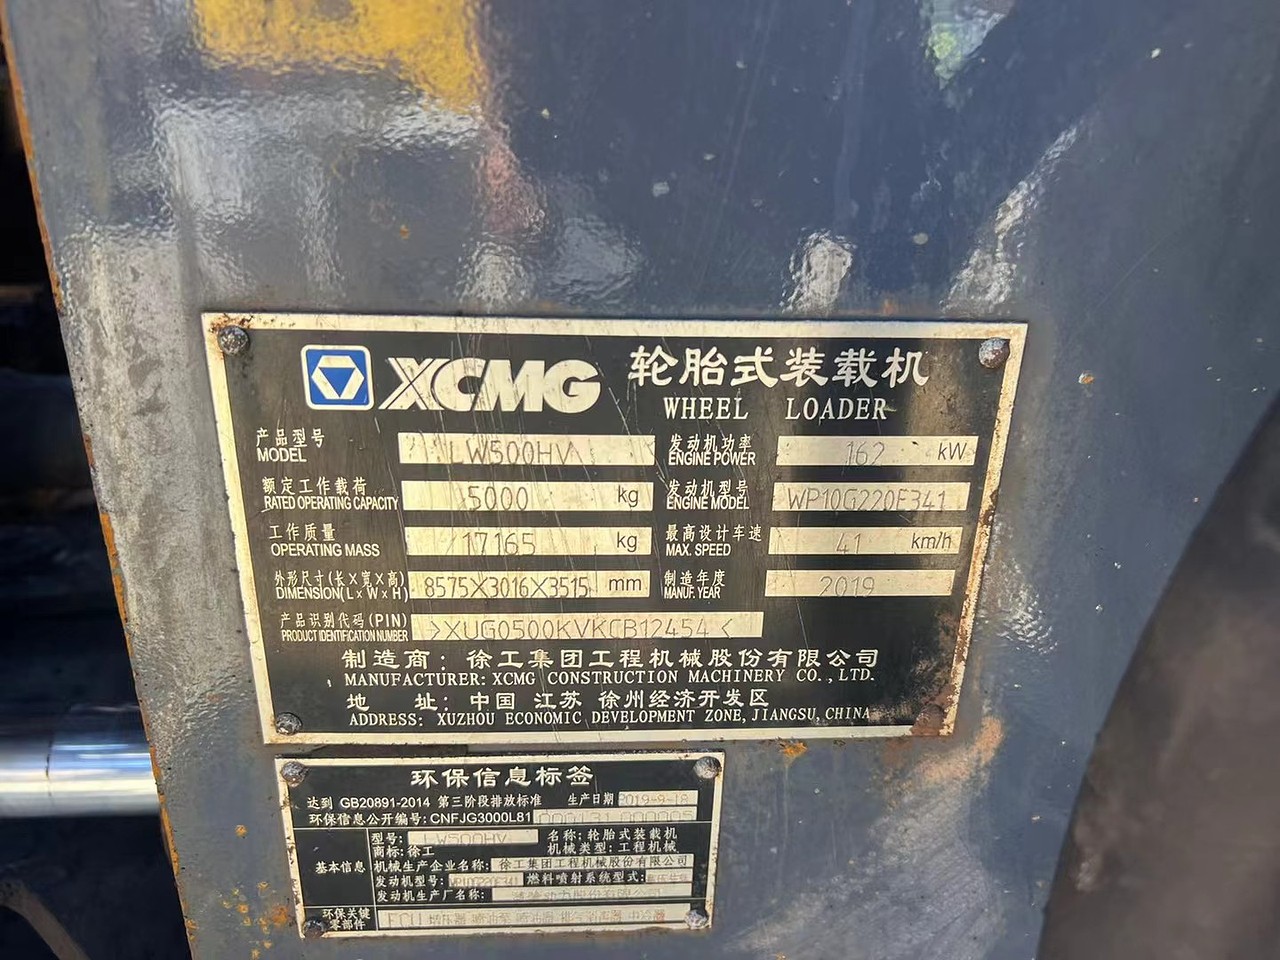 XCMG 轮胎式装载机
WHEEL LOADER
产品型号 MODEL LW500HV 发动机功率 ENGINE POWER 162 kW
额定工作载荷 RATED OPERATING CAPACITY 5000 kg 发动机型号 ENGINE MODEL WP10G220E341
工作质量 OPERATING MASS 17165 kg 最高设计车速 MAX. SPEED 41 km/h
外形尺寸(长×宽×高) DIMENSION(L×W×H) 8575X3016X3515 mm 制造年度 MANUF. YEAR 2019
产品识别代码(PIN) PRODUCT IDENTIFICATION NUMBER >XUG0500KVKCB12454<
制造商: 徐工集团工程机械股份有限公司
MANUFACTURER: XCMG CONSTRUCTION MACHINERY CO., LTD.
地 址: 中国 江苏 徐州经济开发区
ADDRESS: XUZHOU ECONOMIC DEVELOPMENT ZONE, JIANGSU, CHINA
环保信息标签
达到 GB20891-2014 第三阶段排放标准 生产日期 2019-9-18
环保信息公开编号: CNFJG3000L81
基本信息
型号: LW500HV 名称: 轮胎式装载机
商标: 徐工 机械类型: 工程机械
机械生产企业名称: 徐工集团工程机械股份有限公司
发动机型号: WP10G220E341 燃料喷射系统型式:
发动机生产厂名称:
环保关键零部件 ECU 增压器 喷油泵 喷油器